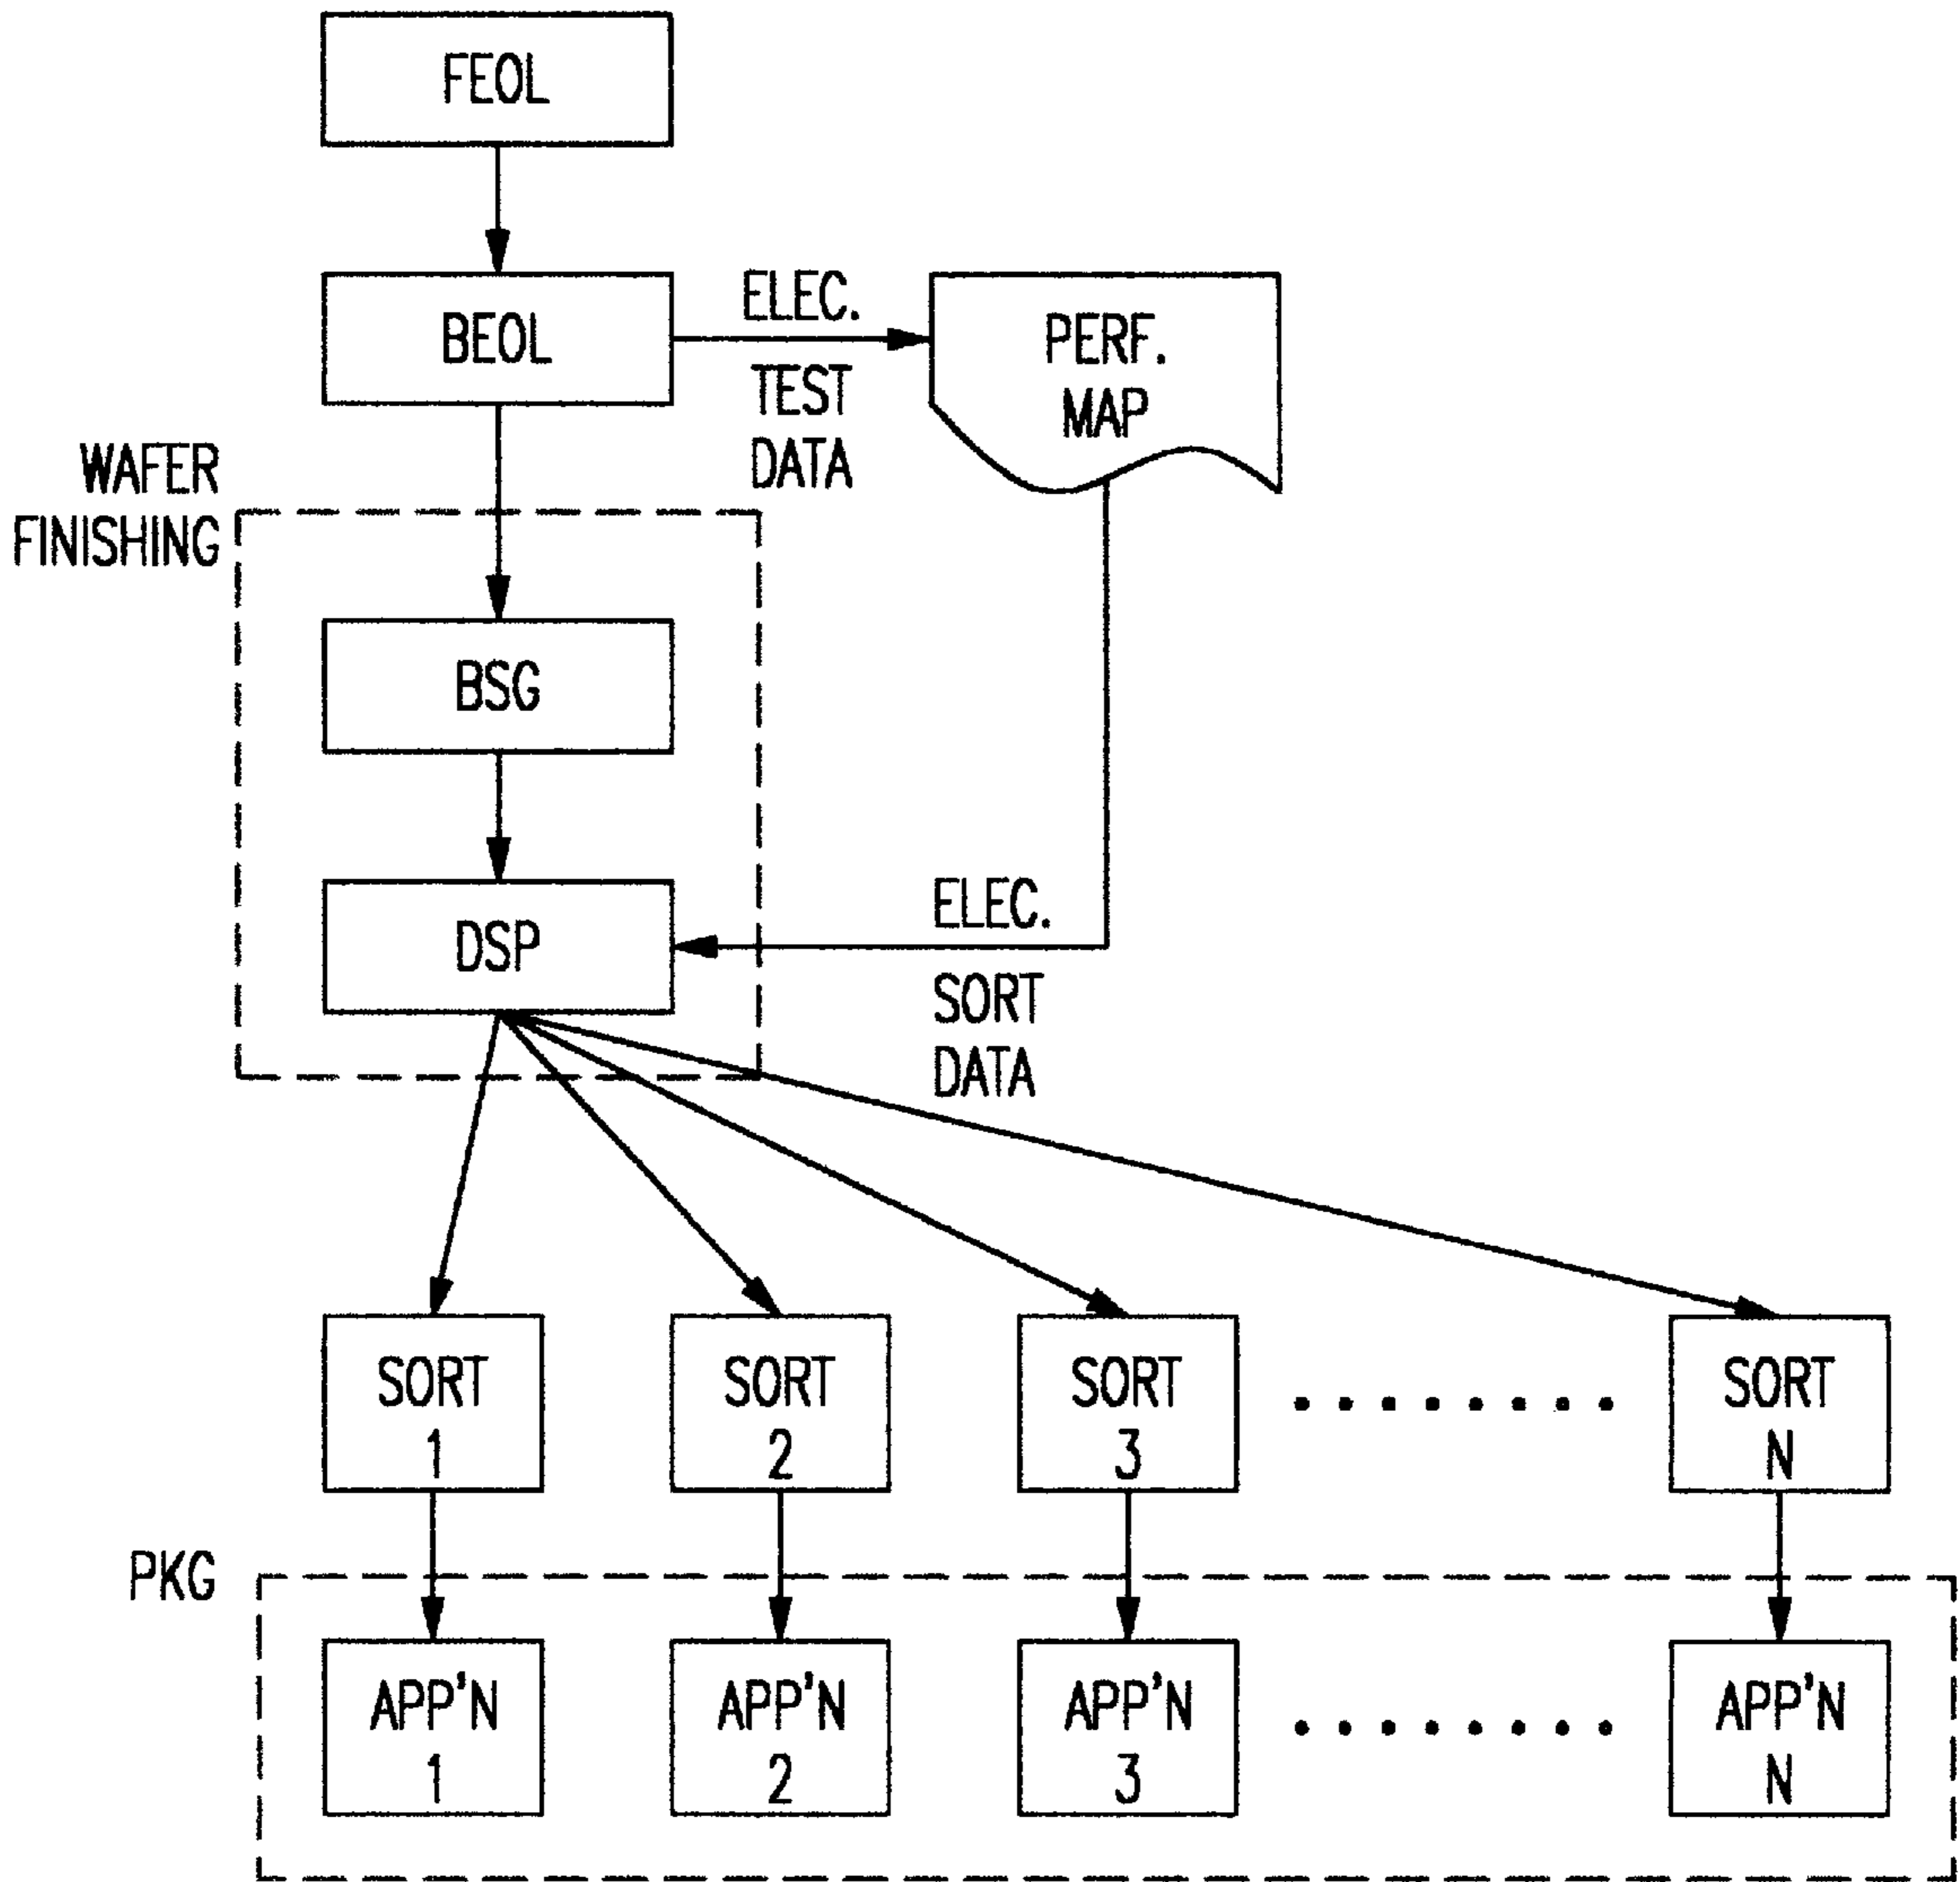 FEOL
BEOL
ELEC.
TEST
DATA
PERF.
MAP
WAFER
FINISHING
BSG
DSP
ELEC.
SORT
DATA
SORT
1
SORT
2
SORT
3
SORT
N
PKG
APP'N
1
APP'N
2
APP'N
3
APP'N
N